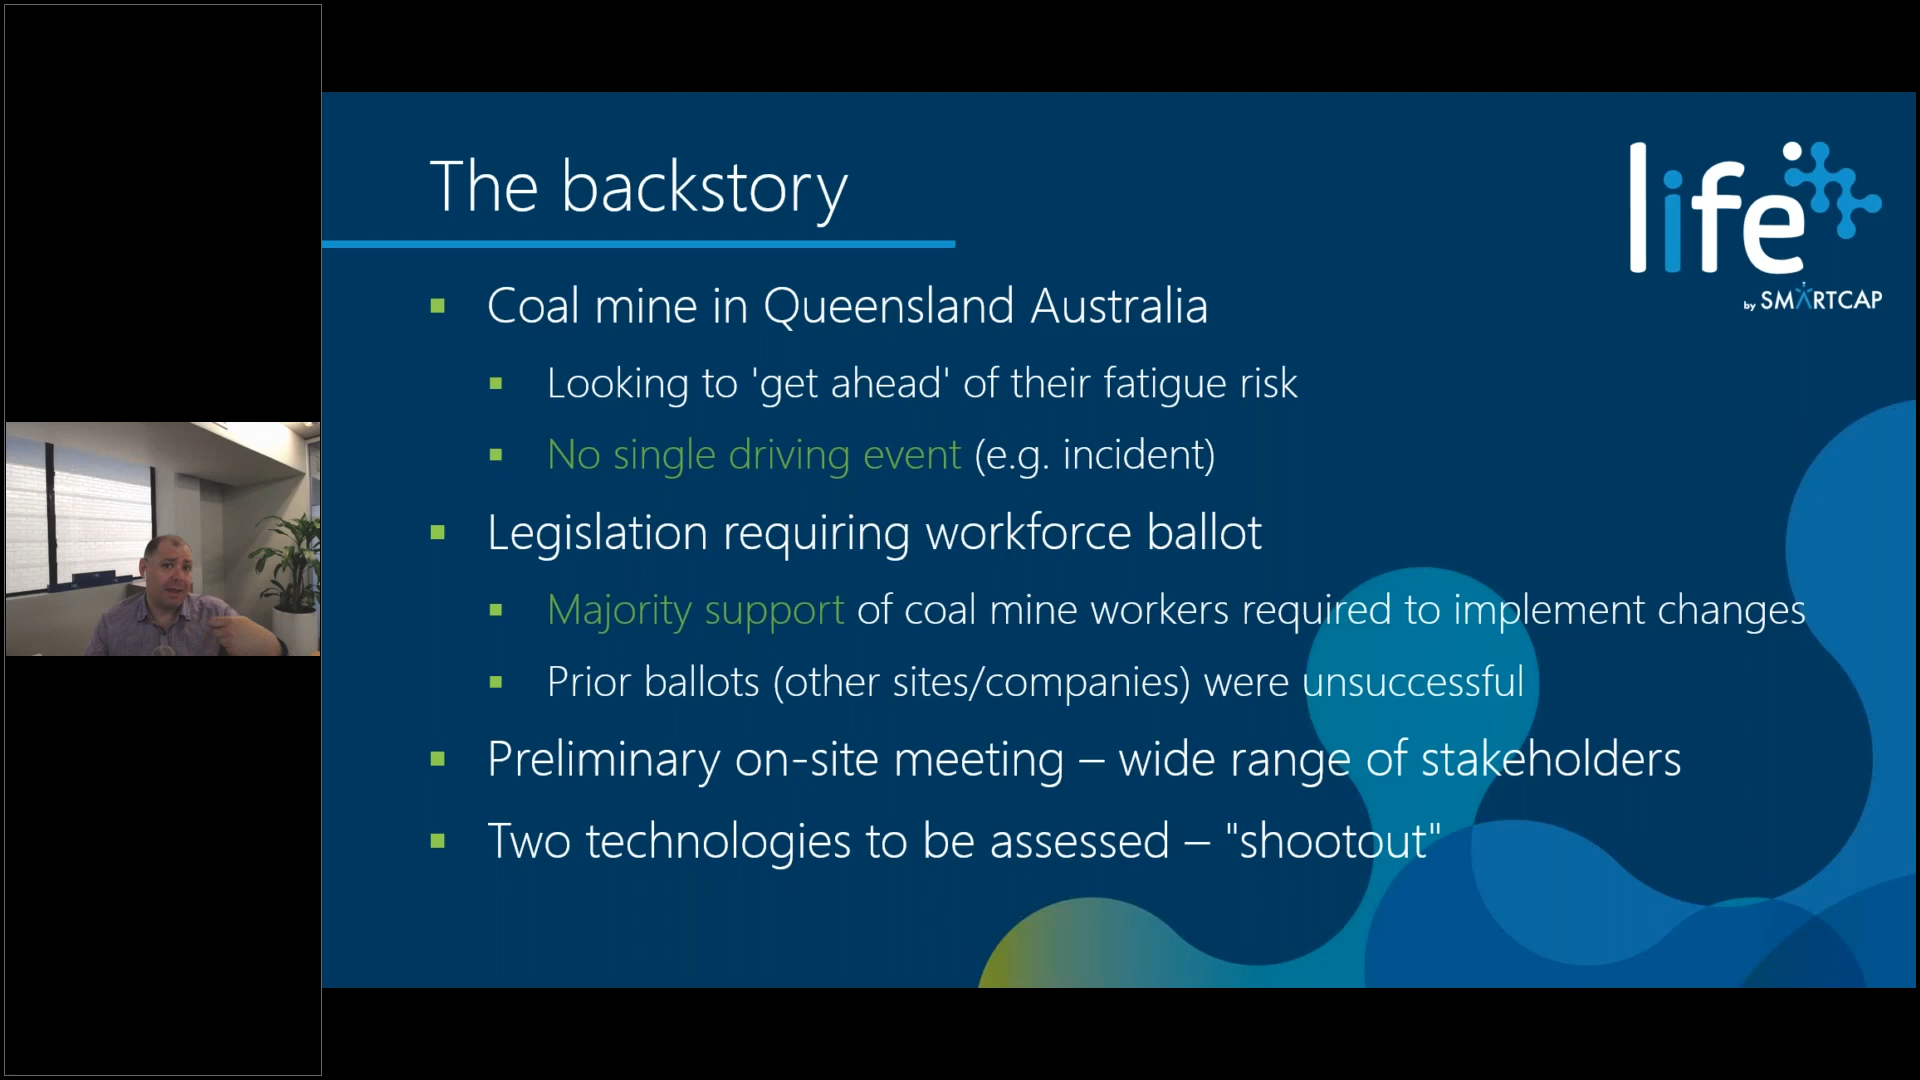 The backstory
life
by SMARTCAP
Coal mine in Queensland Australia
Looking to 'get ahead' of their fatigue risk
No single driving event (e.g. incident)
Legislation requiring workforce ballot
Majority support of coal mine workers required to implement changes
Prior ballots (other sites/companies) were unsuccessful
Preliminary on-site meeting – wide range of stakeholders
Two technologies to be assessed – "shootout"